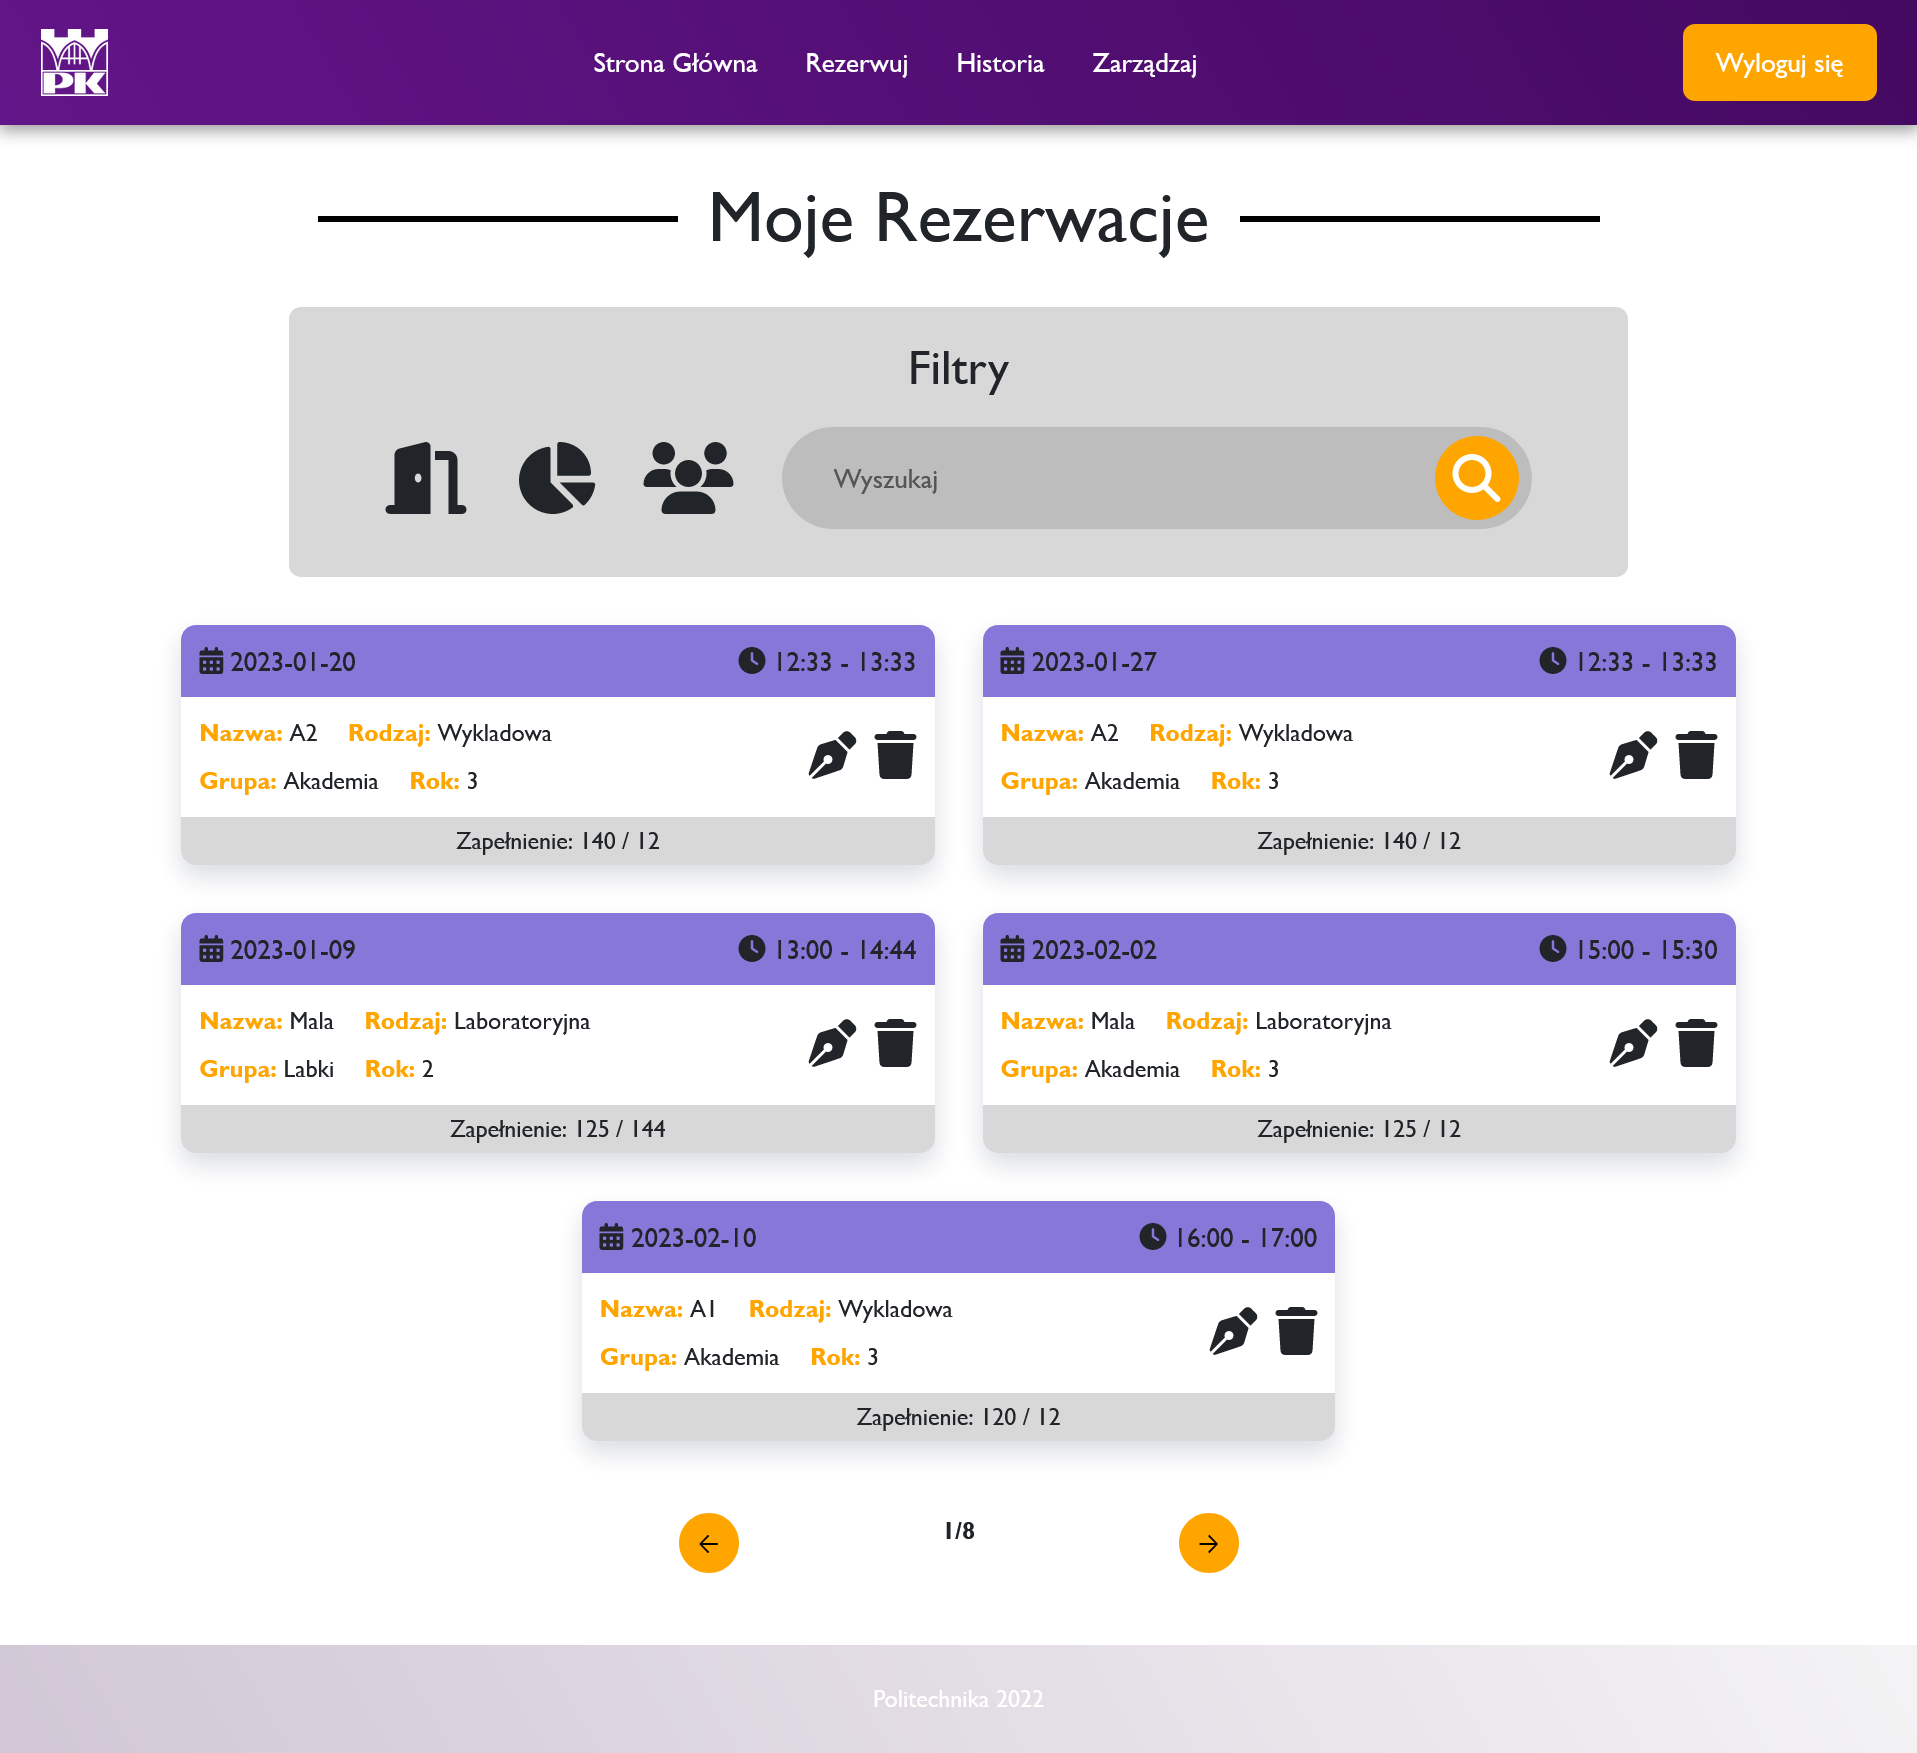 PK
Strona Główna Rezerwuj Historia Zarządzaj
Wyloguj się
Moje Rezerwacje
Filtry
Wyszukaj
2023-01-20 12:33 - 13:33
Nazwa: A2 Rodzaj: Wykladowa
Grupa: Akademia Rok: 3
Zapełnienie: 140 / 12
2023-01-27 12:33 - 13:33
Nazwa: A2 Rodzaj: Wykladowa
Grupa: Akademia Rok: 3
Zapełnienie: 140 / 12
2023-01-09 13:00 - 14:44
Nazwa: Mala Rodzaj: Laboratoryjna
Grupa: Labki Rok: 2
Zapełnienie: 125 / 144
2023-02-02 15:00 - 15:30
Nazwa: Mala Rodzaj: Laboratoryjna
Grupa: Akademia Rok: 3
Zapełnienie: 125 / 12
2023-02-10 16:00 - 17:00
Nazwa: A1 Rodzaj: Wykladowa
Grupa: Akademia Rok: 3
Zapełnienie: 120 / 12
1/8
Politechnika 2022